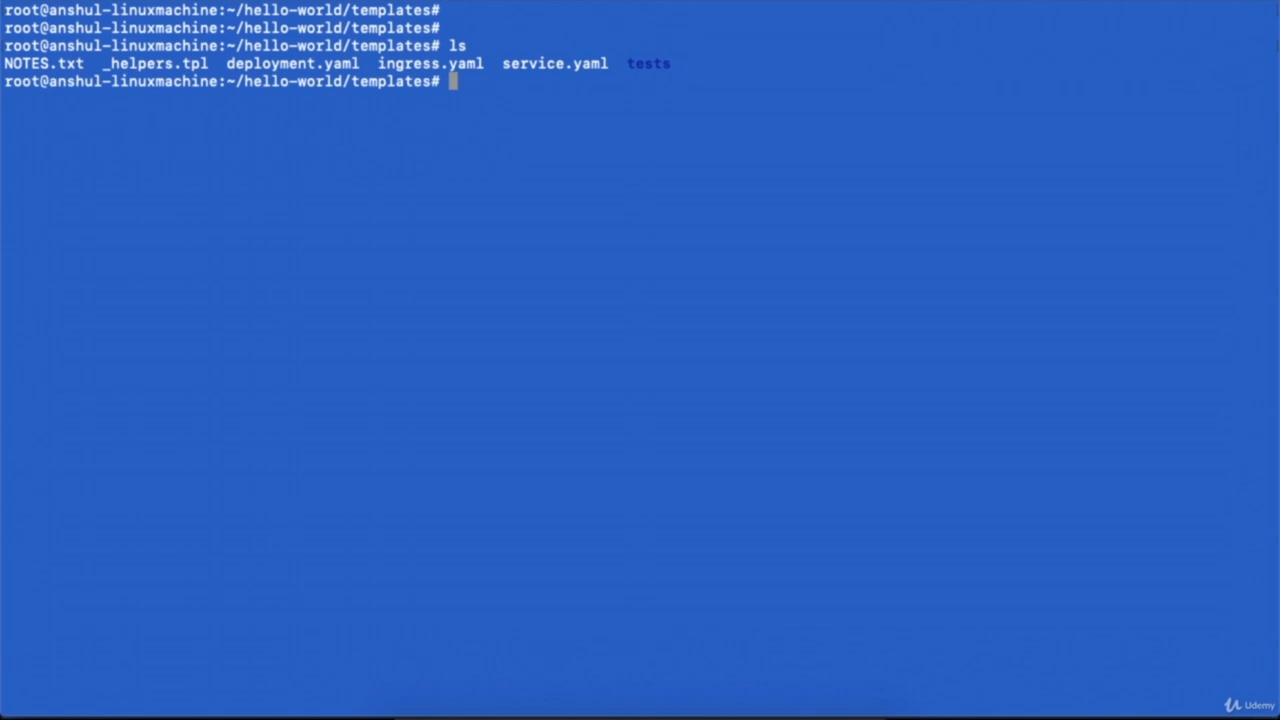 root@anshul-linuxmachine:~/hello-world/templates#
root@anshul-linuxmachine:~/hello-world/templates#
root@anshul-linuxmachine:~/hello-world/templates# ls
NOTES.txt  _helpers.tpl  deployment.yaml  ingress.yaml  service.yaml  tests
root@anshul-linuxmachine:~/hello-world/templates#
Udemy